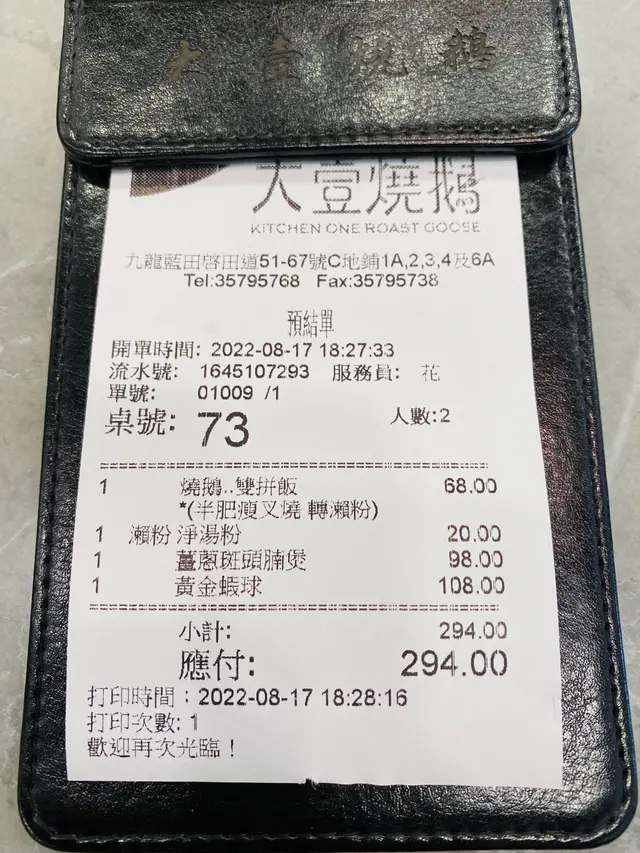 大壹燒鵝
大壹燒鵝
KITCHEN ONE ROAST GOOSE
九龍藍田啓田道51-67號C地鋪1A,2,3,4及6A
Tel:35795768 Fax:35795738
預結單
開單時間: 2022-08-17 18:27:33
流水號: 1645107293 服務員: 花
單號: 01009 /1
桌號: 73 人數:2
1 燒鵝..雙拼飯 68.00
*(半肥瘦叉燒 轉瀨粉)
1 瀨粉 淨湯粉 20.00
1 薑蔥斑頭腩煲 98.00
1 黃金蝦球 108.00
小計: 294.00
應付: 294.00
打印時間：2022-08-17 18:28:16
打印次數: 1
歡迎再次光臨！